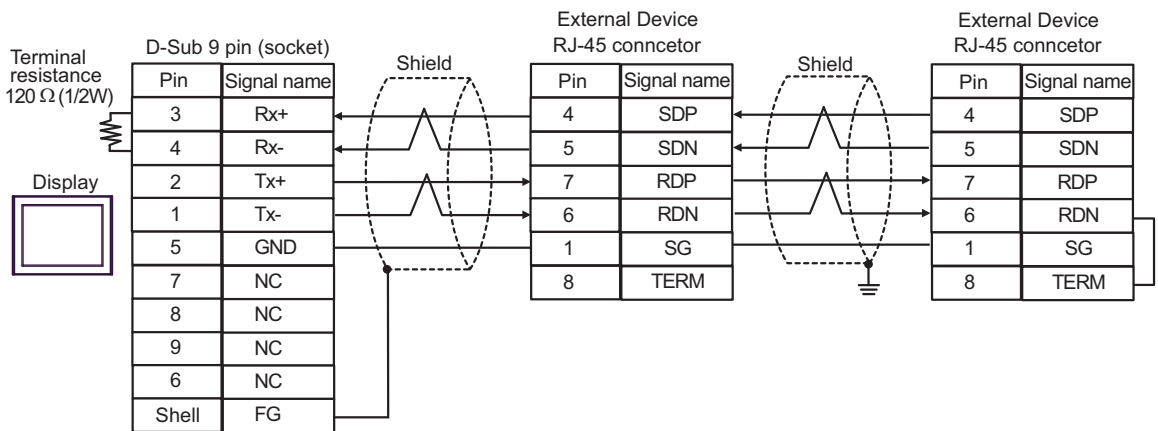 Terminal
resistance
120 Ω (1/2W)
Display
D-Sub 9 pin (socket)
Pin Signal name
3 Rx+
4 Rx-
2 Tx+
1 Tx-
5 GND
7 NC
8 NC
9 NC
6 NC
Shell FG
Shield
External Device
RJ-45 conncetor
Pin Signal name
4 SDP
5 SDN
7 RDP
6 RDN
1 SG
8 TERM
Shield
External Device
RJ-45 conncetor
Pin Signal name
4 SDP
5 SDN
7 RDP
6 RDN
1 SG
8 TERM